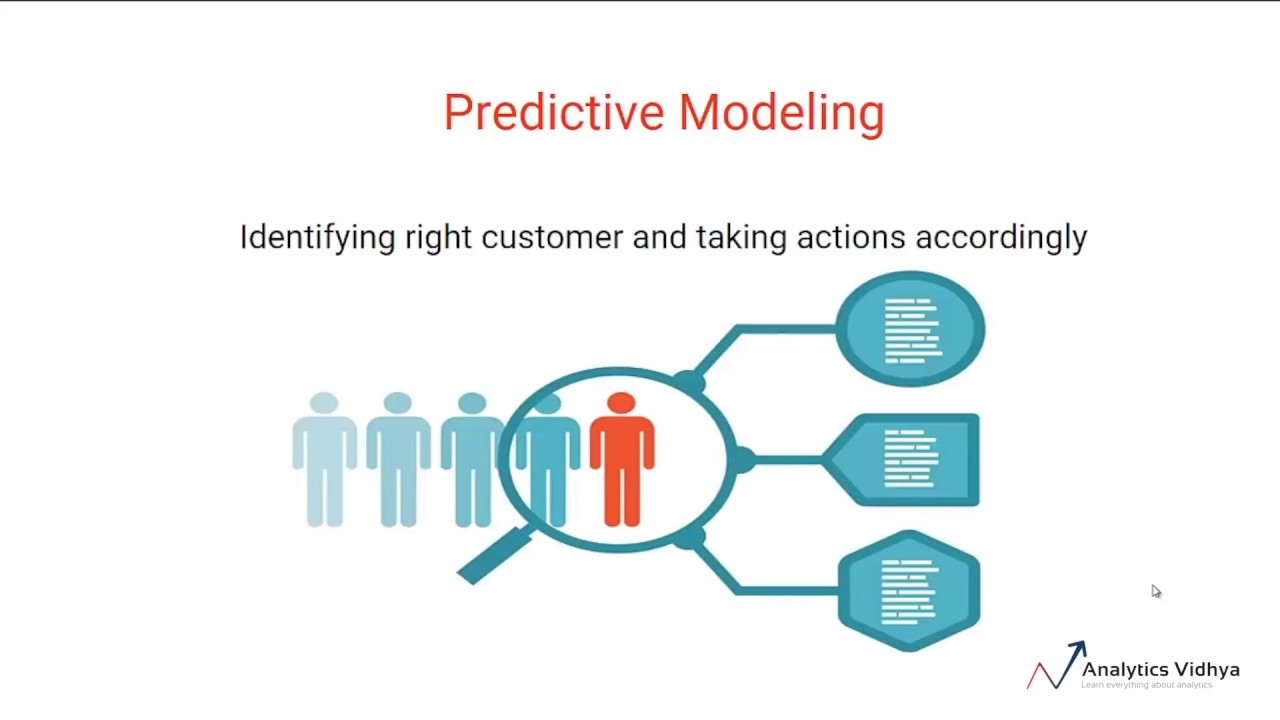 Predictive Modeling
Identifying right customer and taking actions accordingly
Analytics Vidhya
Learn everything about analytics